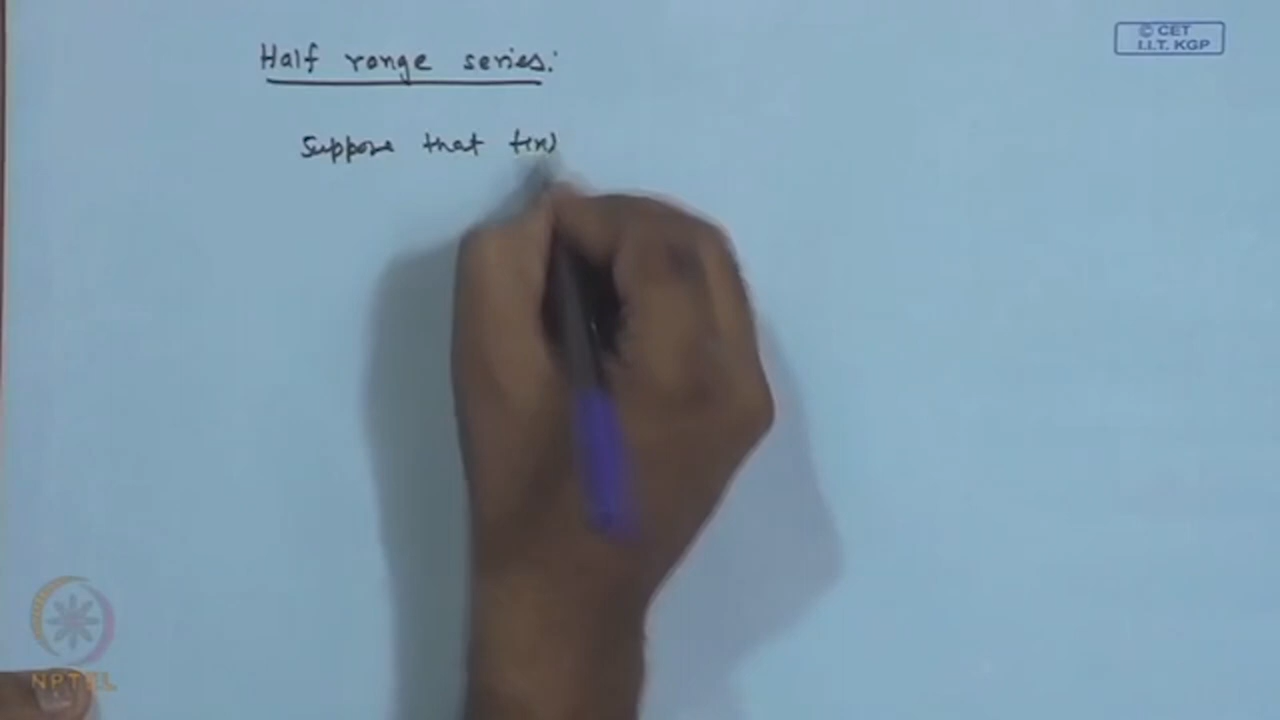 Half range series:
© CET
I.I.T. KGP
Suppose that f(x)
NPTEL